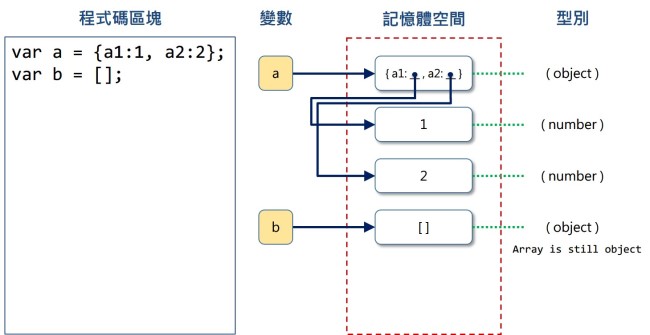 程式碼區塊
變數
記憶體空間
型別
var a = {a1:1, a2:2};
var b = [];
a
{ a1: _ , a2: _ }
( object )
1
( number )
2
( number )
b
[ ]
( object )
Array is still object